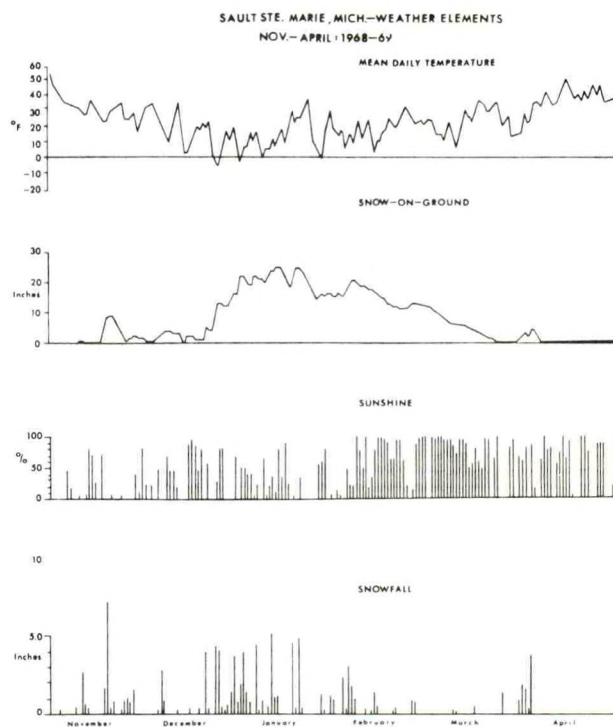 SAULT STE. MARIE, MICH.—WEATHER ELEMENTS
NOV.—APRIL: 1968—69
MEAN DAILY TEMPERATURE
60
50
40
30
°F
20
10
0
−10
−20
SNOW—ON—GROUND
30
20
Inches
10
0
SUNSHINE
100
%
50
0
10
SNOWFALL
5.0
Inches
0
November December January February March April